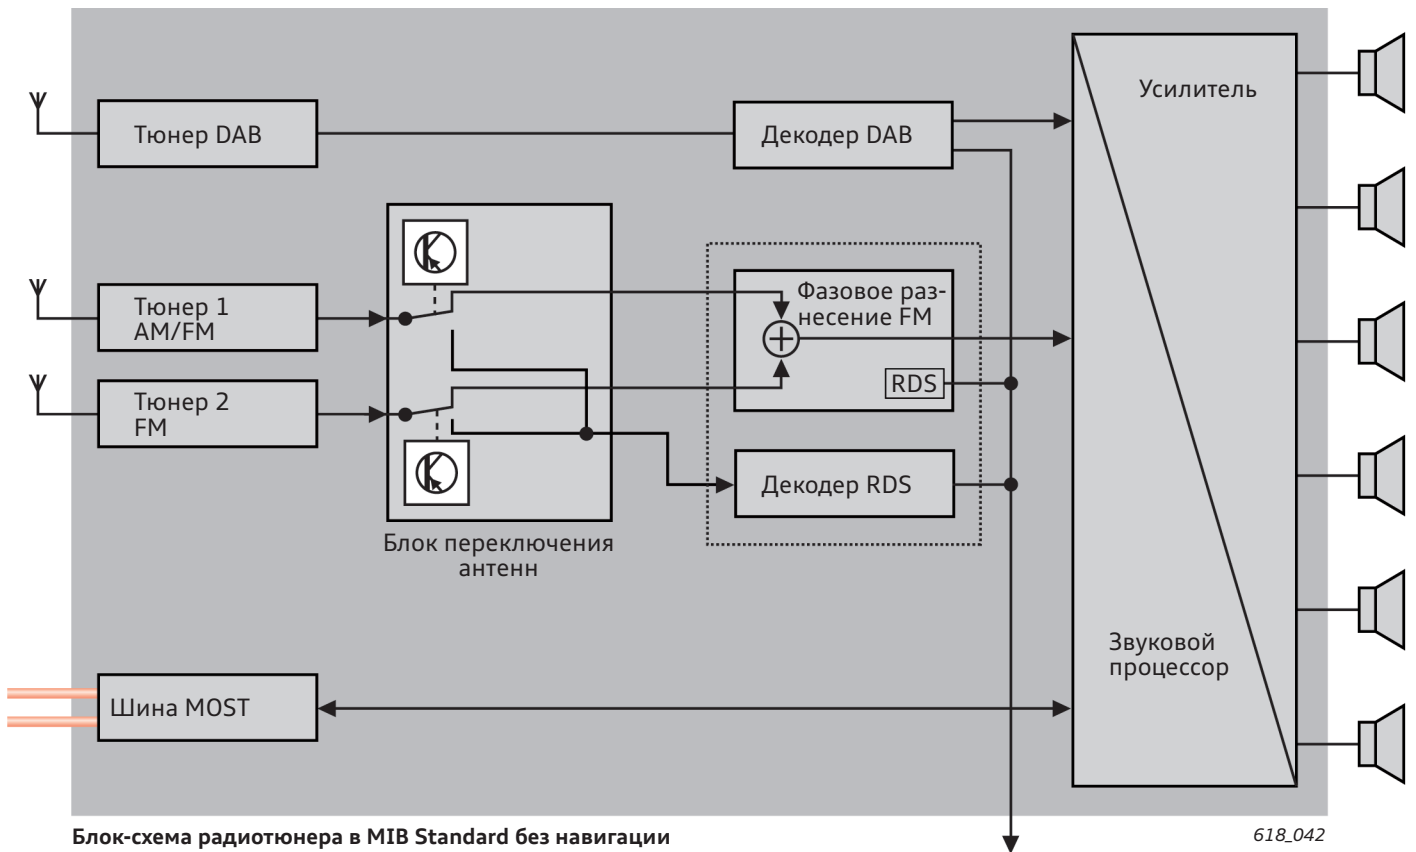 Усилитель
Тюнер DAB
Декодер DAB
Тюнер 1
AM/FM
Фазовое раз-
несение FM
RDS
Тюнер 2
FM
Декодер RDS
Блок переключения
антенн
Звуковой
процессор
Шина MOST
Блок-схема радиотюнера в MIB Standard без навигации
618_042